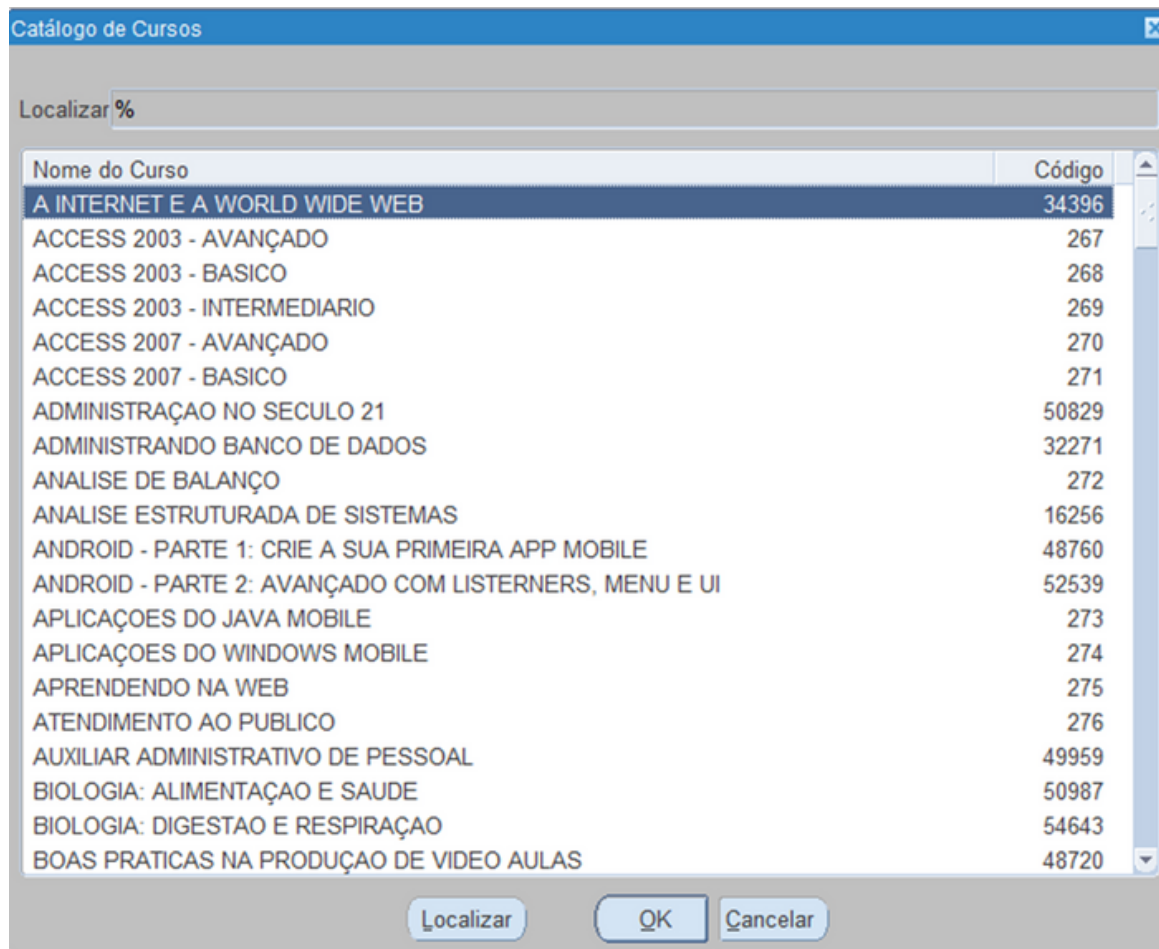 Catálogo de Cursos
Localizar %
Nome do Curso Código
A INTERNET E A WORLD WIDE WEB 34396
ACCESS 2003 - AVANÇADO 267
ACCESS 2003 - BASICO 268
ACCESS 2003 - INTERMEDIARIO 269
ACCESS 2007 - AVANÇADO 270
ACCESS 2007 - BASICO 271
ADMINISTRAÇAO NO SECULO 21 50829
ADMINISTRANDO BANCO DE DADOS 32271
ANALISE DE BALANÇO 272
ANALISE ESTRUTURADA DE SISTEMAS 16256
ANDROID - PARTE 1: CRIE A SUA PRIMEIRA APP MOBILE 48760
ANDROID - PARTE 2: AVANÇADO COM LISTERNERS, MENU E UI 52539
APLICAÇOES DO JAVA MOBILE 273
APLICAÇOES DO WINDOWS MOBILE 274
APRENDENDO NA WEB 275
ATENDIMENTO AO PUBLICO 276
AUXILIAR ADMINISTRATIVO DE PESSOAL 49959
BIOLOGIA: ALIMENTAÇAO E SAUDE 50987
BIOLOGIA: DIGESTAO E RESPIRAÇAO 54643
BOAS PRATICAS NA PRODUÇAO DE VIDEO AULAS 48720
Localizar OK Cancelar